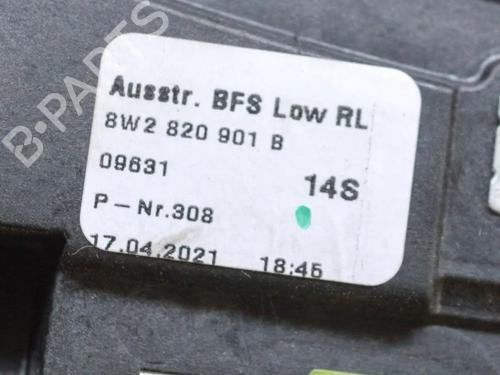 Ausstr. BFS Low RL
8W2 820 901 B
09631
14S
P-Nr.308
17.04.2021 18:45
B-PARTS